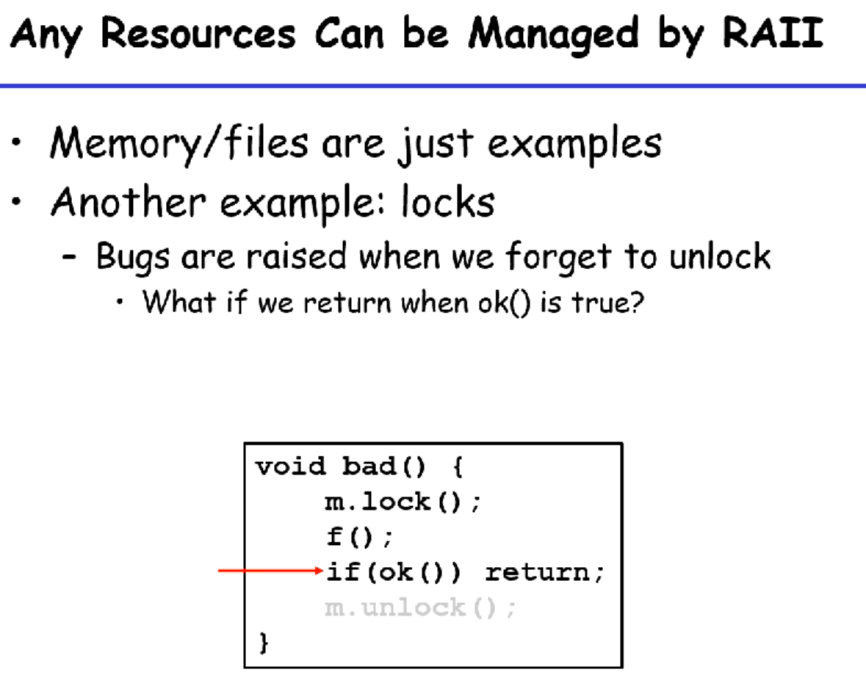 Any Resources Can be Managed by RAII
• Memory/files are just examples
• Another example: locks
– Bugs are raised when we forget to unlock
• What if we return when ok() is true?
void bad() {
m.lock();
f();
if(ok()) return;
m.unlock();
}